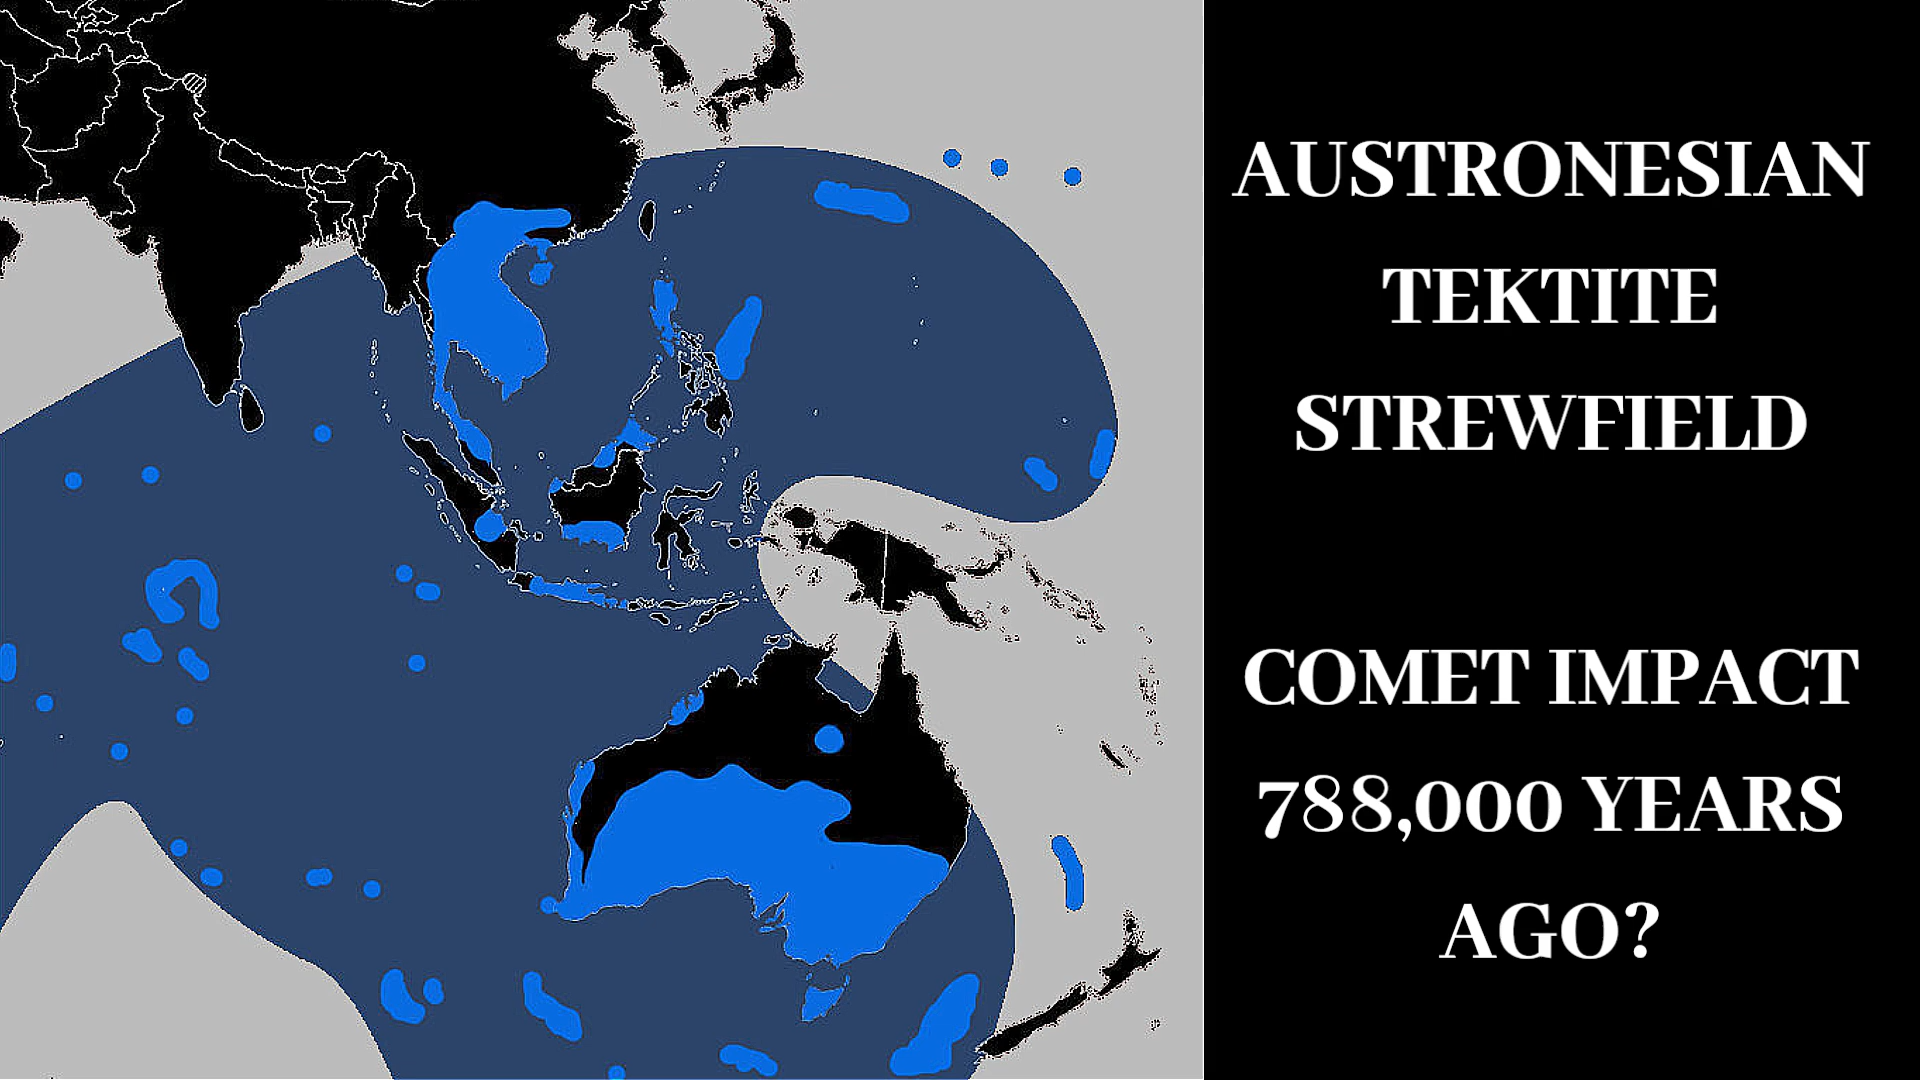 AUSTRONESIAN
TEKTITE
STREWFIELD
COMET IMPACT
788,000 YEARS
AGO?